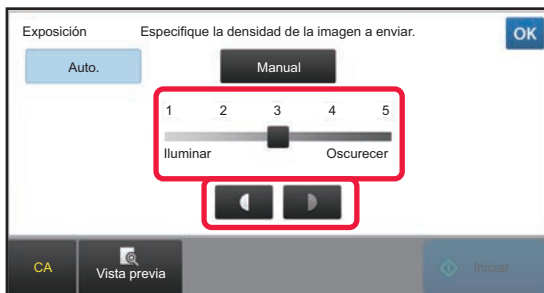 Exposición Especifique la densidad de la imagen a enviar. OK
Auto. Manual
1 2 3 4 5
Iluminar Oscurecer
CA Vista previa Iniciar